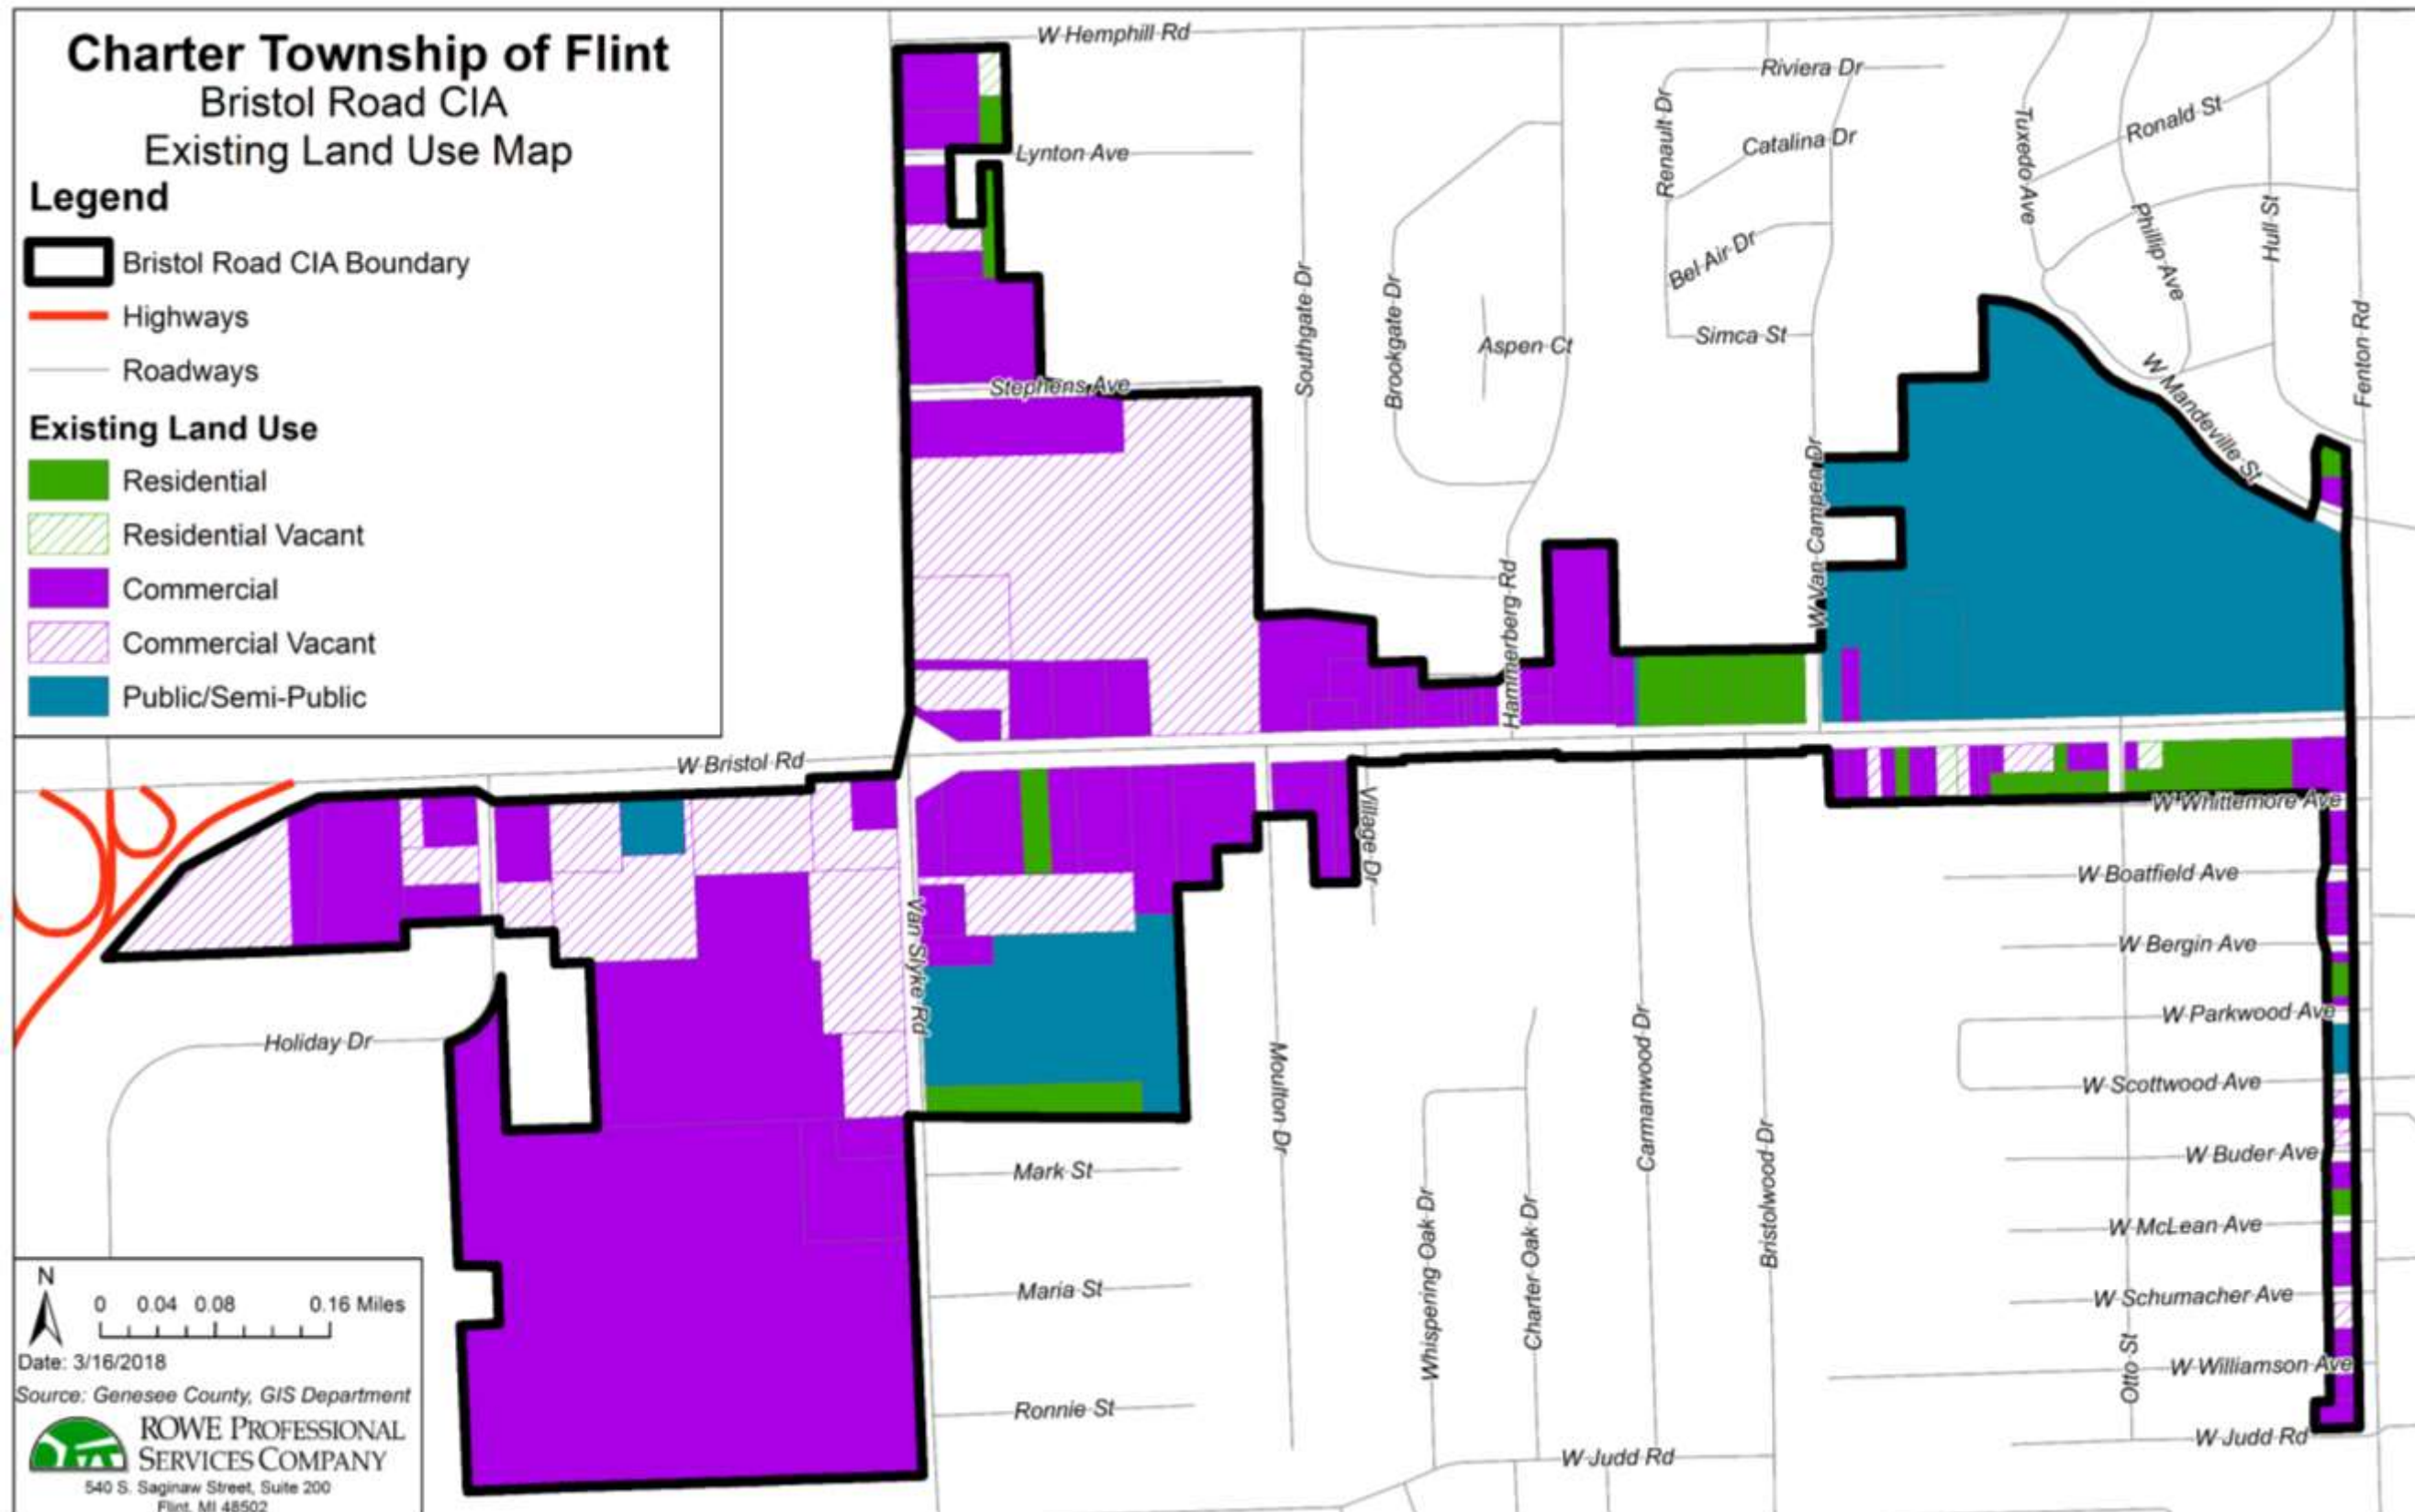 Charter Township of Flint
Bristol Road CIA
Existing Land Use Map
Legend
Bristol Road CIA Boundary
Highways
Roadways
Existing Land Use
Residential
Residential Vacant
Commercial
Commercial Vacant
Public/Semi-Public
W Hemphill Rd
Riviera Dr
Renault Dr
Catalina Dr
Tuxedo Ave
Ronald St
Lynton Ave
Phillip Ave
Hull St
Bel Air Dr
Southgate Dr
Brookgate Dr
Aspen Ct
Simca St
Fenton Rd
Stephens Ave
W Mandeville St
W Van Campen Dr
Hammerberg Rd
W Bristol Rd
Village Dr
W Whittemore Ave
W Boatfield Ave
Van Slyke Rd
W Bergin Ave
W Parkwood Ave
Holiday Dr
Moulton Dr
Carmanwood Dr
W Scottwood Ave
Bristolwood Dr
W Buder Ave
Mark St
Whispering Oak Dr
Charter Oak Dr
W McLean Ave
Maria St
W Schumacher Ave
Otto St
W Williamson Ave
Ronnie St
W Judd Rd
W Judd Rd
N
0 0.04 0.08 0.16 Miles
Date: 3/16/2018
Source: Genesee County, GIS Department
ROWE PROFESSIONAL
SERVICES COMPANY
540 S. Saginaw Street, Suite 200
Flint, MI 48502